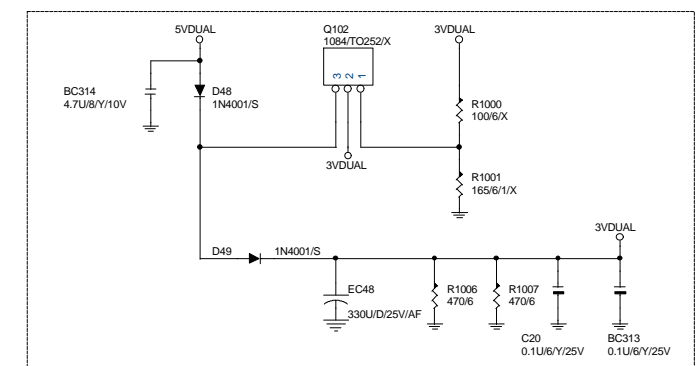 5VDUAL
BC314
4.7U/8/Y/10V
D48
1N4001/S
Q102
1084/TO252/X
3
2
1
3VDUAL
3VDUAL
R1000
100/6/X
R1001
165/6/1/X
D49
1N4001/S
EC48
330U/D/25V/AF
R1006
470/6
R1007
470/6
3VDUAL
C20
0.1U/6/Y/25V
BC313
0.1U/6/Y/25V